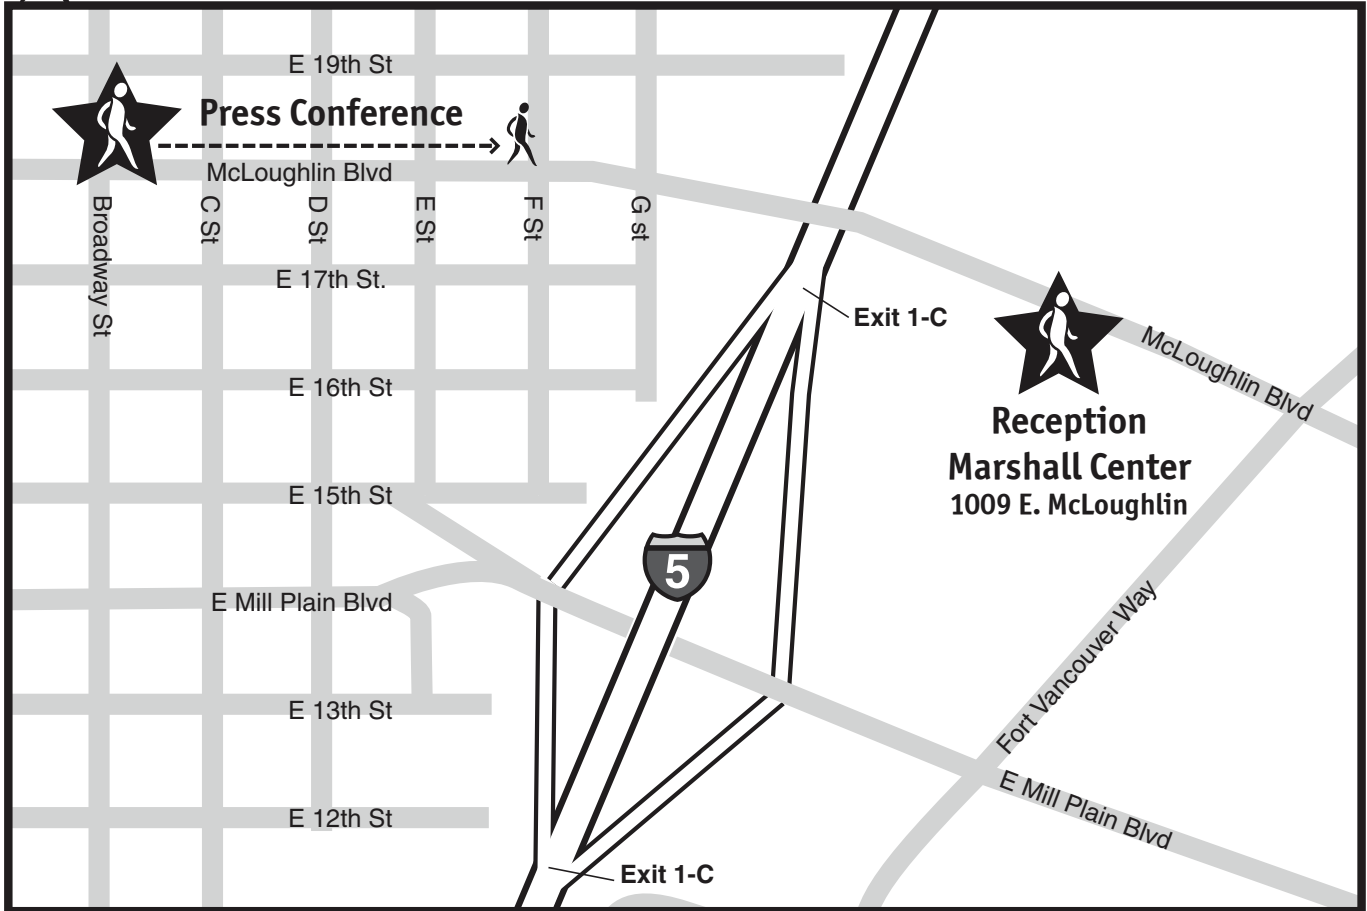 E 19th St
Press Conference
McLoughlin Blvd
Broadway St
C St
D St
E St
F St
G st
E 17th St.
Exit 1-C
McLoughlin Blvd
E 16th St
Reception
Marshall Center
1009 E. McLoughlin
E 15th St
5
E Mill Plain Blvd
Fort Vancouver Way
E 13th St
E Mill Plain Blvd
E 12th St
Exit 1-C